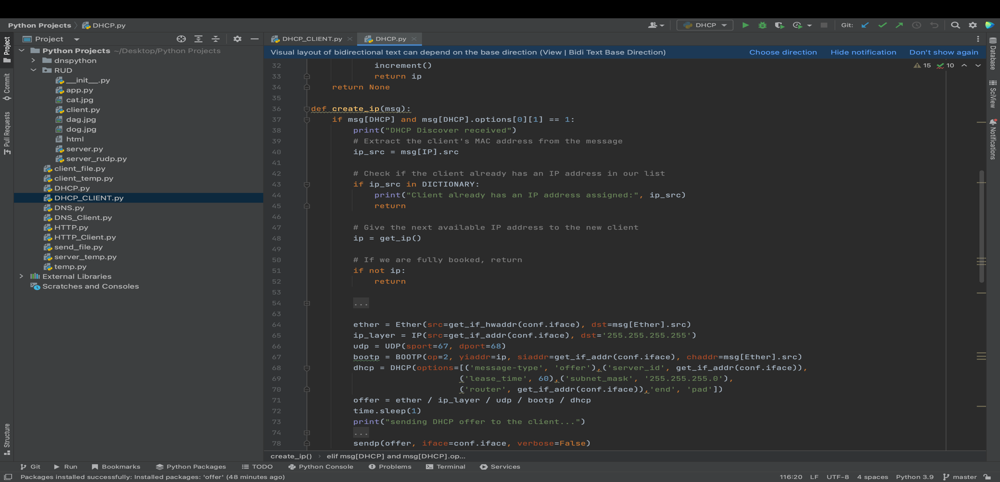 Python Projects > DHCP.py
DHCP
Git:
Project
DHCP_CLIENT.py
DHCP.py
Visual layout of bidirectional text can depend on the base direction (View | Bidi Text Base Direction)
Choose direction
Hide notification
Don't show again
15 10
Project
Commit
Pull Requests
Structure
Python Projects ~/Desktop/Python Projects
dnspython
RUD
__init__.py
app.py
cat.jpg
client.py
dag.jpg
dog.jpg
html
server.py
server_rudp.py
client_file.py
client_temp.py
DHCP.py
DHCP_CLIENT.py
DNS.py
DNS_Client.py
HTTP.py
HTTP_Client.py
send_file.py
server_temp.py
temp.py
External Libraries
Scratches and Consoles
32 increment()
33 return ip
34 return None
35
36 def create_ip(msg):
37 if msg[DHCP] and msg[DHCP].options[0][1] == 1:
38 print("DHCP Discover received")
39 # Extract the client's MAC address from the message
40 ip_src = msg[IP].src
41
42 # Check if the client already has an IP address in our list
43 if ip_src in DICTIONARY:
44 print("Client already has an IP address assigned:", ip_src)
45 return
46
47 # Give the next available IP address to the new client
48 ip = get_ip()
49
50 # If we are fully booked, return
51 if not ip:
52 return
53
54 ...
63
64 ether = Ether(src=get_if_hwaddr(conf.iface), dst=msg[Ether].src)
65 ip_layer = IP(src=get_if_addr(conf.iface), dst='255.255.255.255')
66 udp = UDP(sport=67, dport=68)
67 bootp = BOOTP(op=2, yiaddr=ip, siaddr=get_if_addr(conf.iface), chaddr=msg[Ether].src)
68 dhcp = DHCP(options=[('message-type', 'offer'),('server_id', get_if_addr(conf.iface)),
69 ('lease_time', 60),('subnet_mask', '255.255.255.0'),
70 ('router', get_if_addr(conf.iface)),'end', 'pad'])
71 offer = ether / ip_layer / udp / bootp / dhcp
72 time.sleep(1)
73 print("sending DHCP offer to the client...")
74 ...
78 sendp(offer, iface=conf.iface, verbose=False)
create_ip() > elif msg[DHCP] and msg[DHCP].op...
Database
SciView
Notifications
Git Run Bookmarks Python Packages TODO Python Console Problems Terminal Services
Packages installed successfully: Installed packages: 'offer' (48 minutes ago)
116:20 LF UTF-8 4 spaces Python 3.9 master